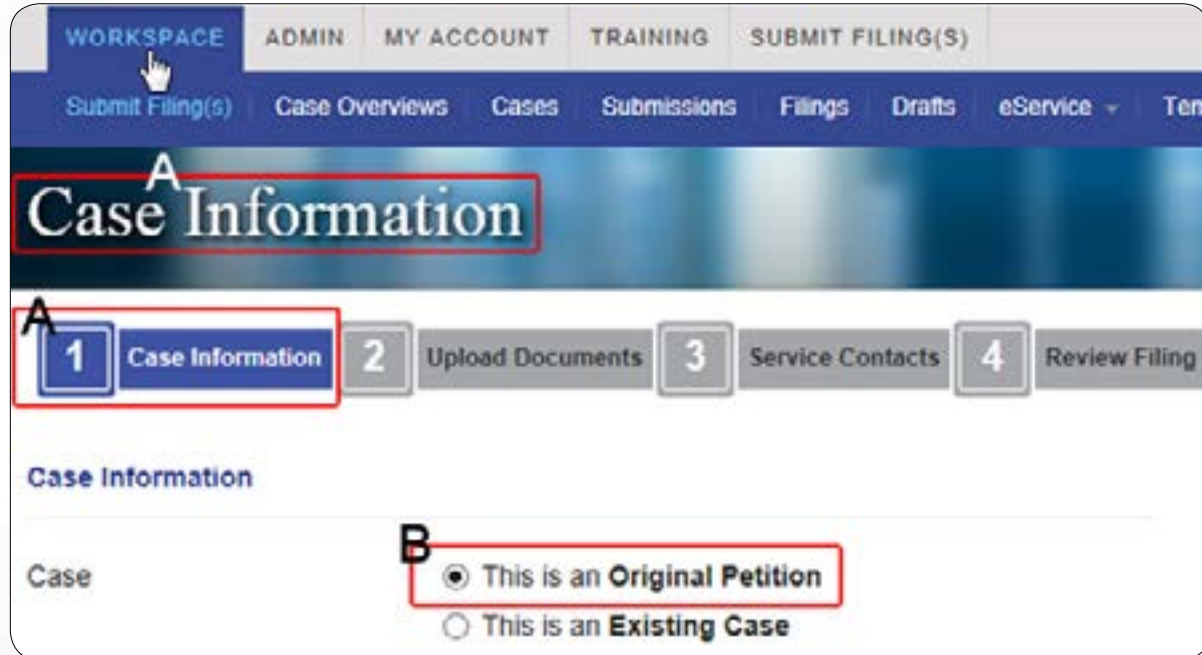 WORKSPACE ADMIN MY ACCOUNT TRAINING SUBMIT FILING(S)
Submit Filing(s) Case Overviews Cases Submissions Filings Drafts eService Tem
A
Case Information
A
1 Case Information 2 Upload Documents 3 Service Contacts 4 Review Filing
Case Information
B
Case This is an Original Petition
This is an Existing Case